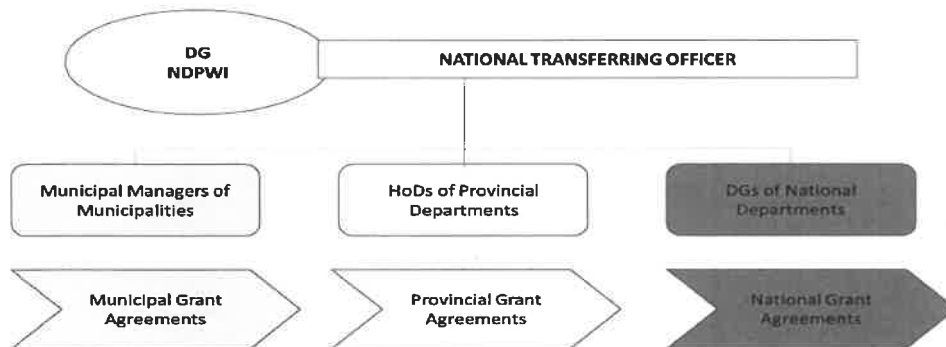 DG
NDPWI
NATIONAL TRANSFERRING OFFICER
Municipal Managers of
Municipalities
HoDs of Provincial
Departments
DGs of National
Departments
Municipal Grant
Agreements
Provincial Grant
Agreements
National Grant
Agreements